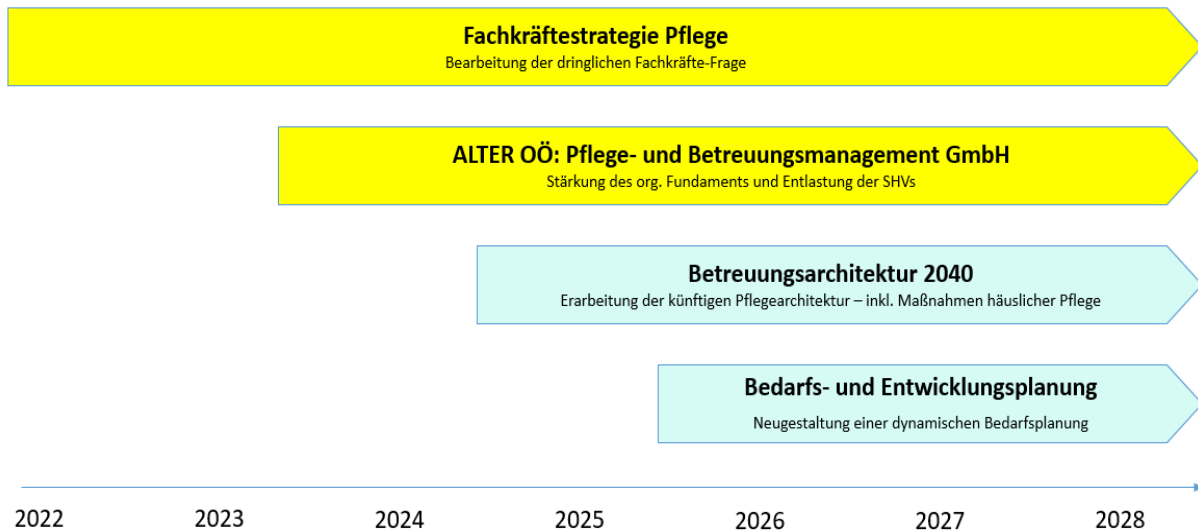 Fachkräftestrategie Pflege
Bearbeitung der dringlichen Fachkräfte-Frage
ALTER OÖ: Pflege- und Betreuungsmanagement GmbH
Stärkung des org. Fundaments und Entlastung der SHVs
Betreuungsarchitektur 2040
Erarbeitung der künftigen Pflegearchitektur – inkl. Maßnahmen häuslicher Pflege
Bedarfs- und Entwicklungsplanung
Neugestaltung einer dynamischen Bedarfsplanung
2022 2023 2024 2025 2026 2027 2028